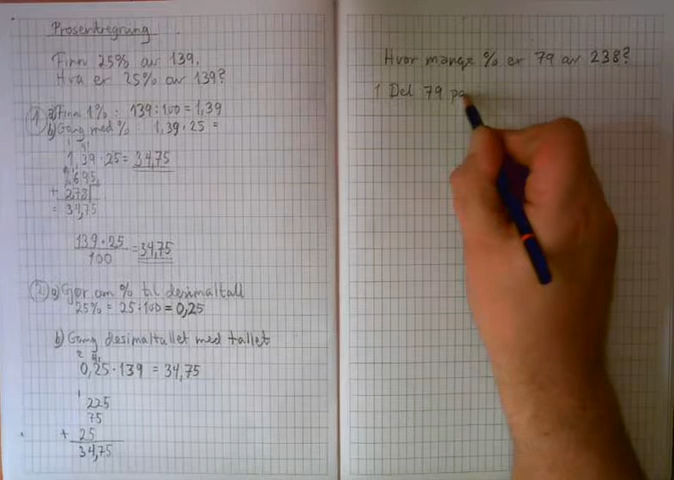 Prosentregning
Finn 25% av 139.
Hva er 25% av 139?
1 a) Finn 1% : 139:100 = 1,39
b) Gang med % : 1,39·25 =
1,39·25 = 34,75
695
+ 278
= 34,75
139·25
100
= 34,75
2 a) Gjør om % til desimaltall
25% = 25:100 = 0,25
b) Gang desimaltallet med tallet
0,25·139 = 34,75
1
225
75
+ 25
34,75
Hvor mange % er 79 av 238?
1 Del 79 på